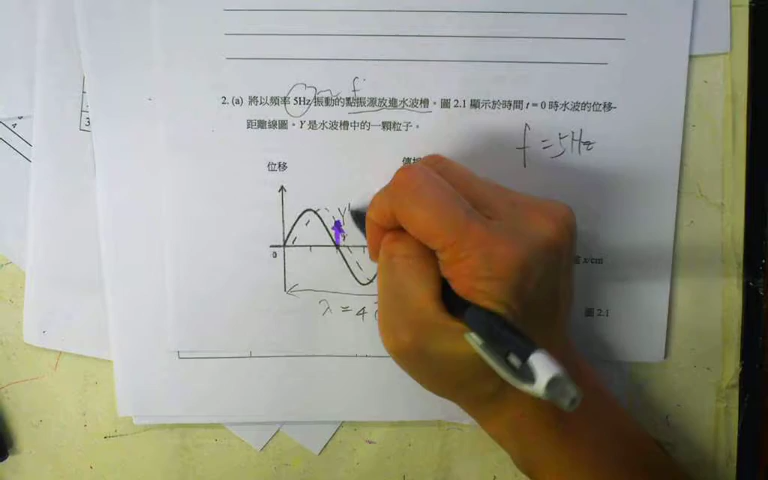 f
2. (a) 將以頻率 5Hz 振動的點振源放進水波槽。圖 2.1 顯示於時間 t = 0 時水波的位移-
距離線圖。Y 是水波槽中的一顆粒子。
f = 5Hz
位移
Y'
0
x/cm
λ = 4
圖 2.1